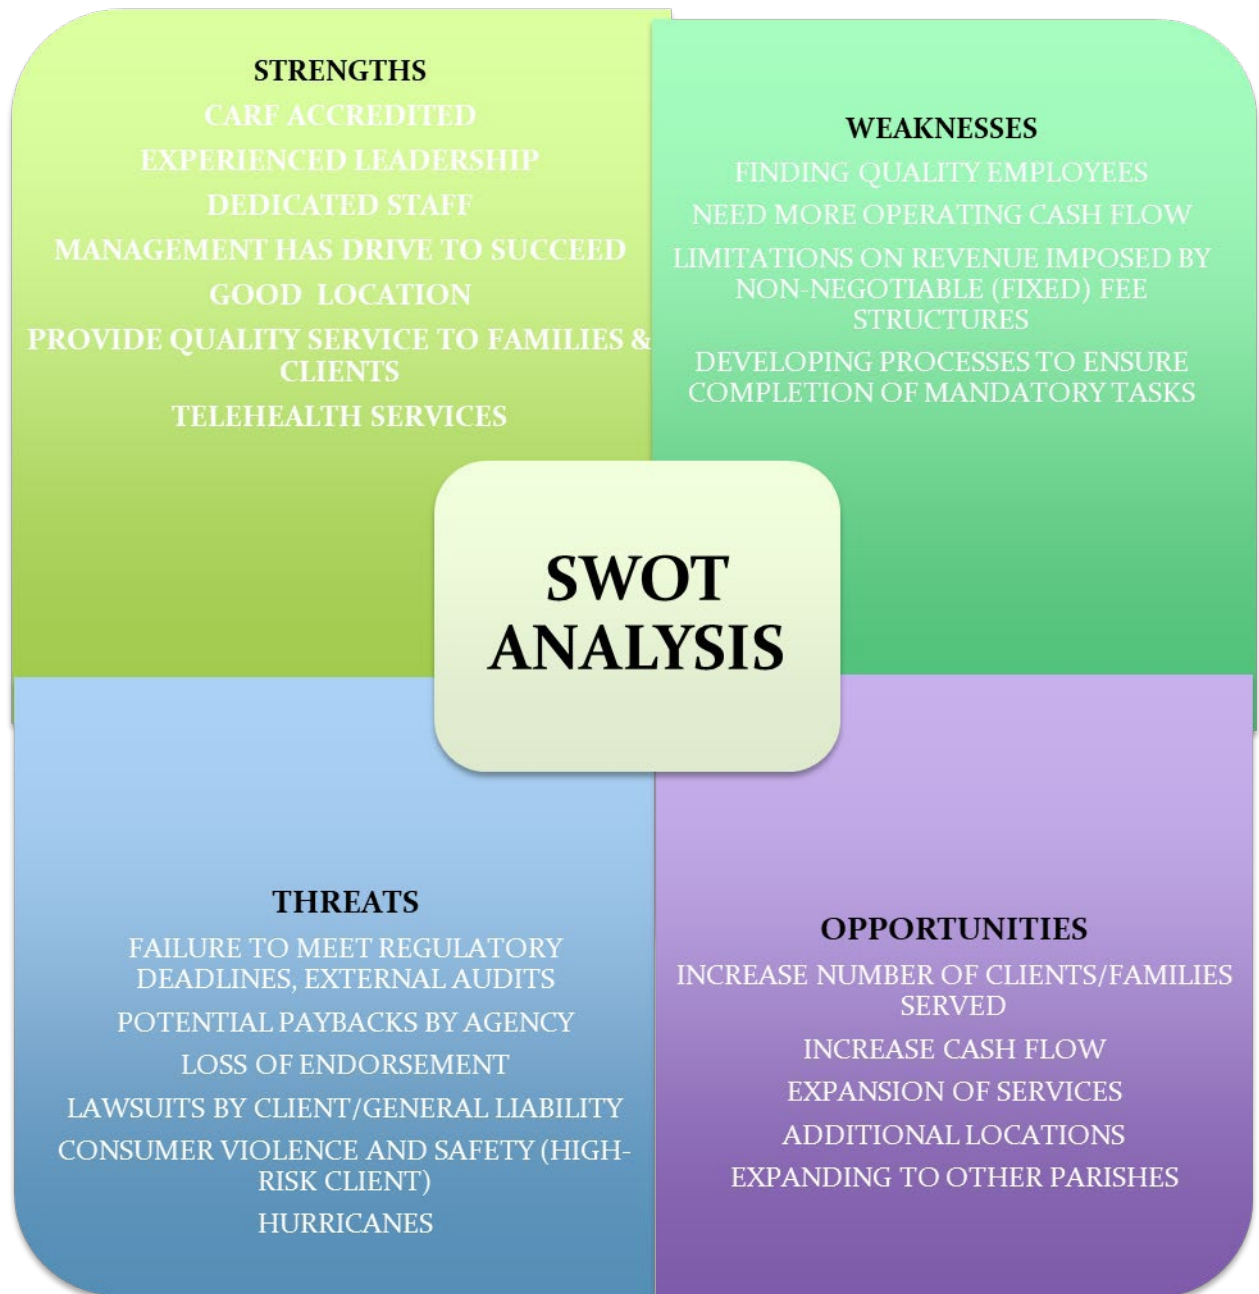 STRENGTHS
CARF ACCREDITED
EXPERIENCED LEADERSHIP
DEDICATED STAFF
MANAGEMENT HAS DRIVE TO SUCCEED
GOOD LOCATION
PROVIDE QUALITY SERVICE TO FAMILIES &
CLIENTS
TELEHEALTH SERVICES
WEAKNESSES
FINDING QUALITY EMPLOYEES
NEED MORE OPERATING CASH FLOW
LIMITATIONS ON REVENUE IMPOSED BY
NON-NEGOTIABLE (FIXED) FEE
STRUCTURES
DEVELOPING PROCESSES TO ENSURE
COMPLETION OF MANDATORY TASKS
SWOT
ANALYSIS
THREATS
FAILURE TO MEET REGULATORY
DEADLINES, EXTERNAL AUDITS
POTENTIAL PAYBACKS BY AGENCY
LOSS OF ENDORSEMENT
LAWSUITS BY CLIENT/GENERAL LIABILITY
CONSUMER VIOLENCE AND SAFETY (HIGH-
RISK CLIENT)
HURRICANES
OPPORTUNITIES
INCREASE NUMBER OF CLIENTS/FAMILIES
SERVED
INCREASE CASH FLOW
EXPANSION OF SERVICES
ADDITIONAL LOCATIONS
EXPANDING TO OTHER PARISHES